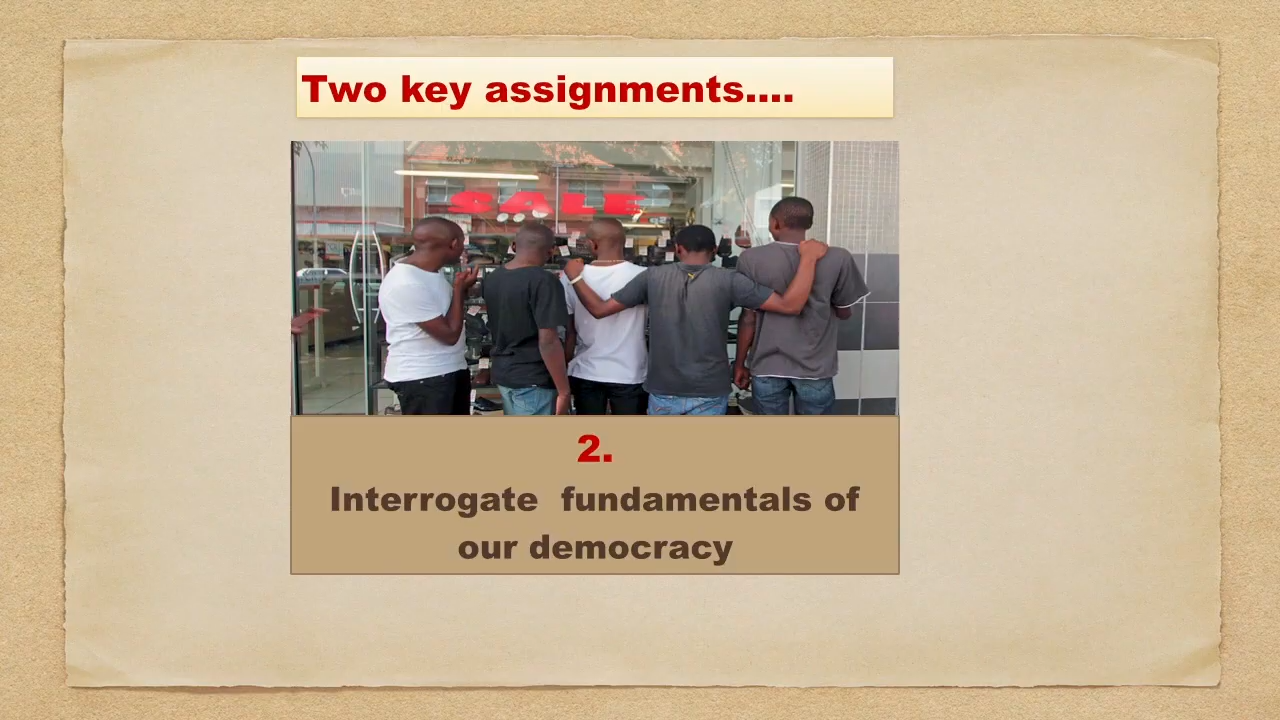 Two key assignments....
SALE
2.
Interrogate  fundamentals of
our democracy